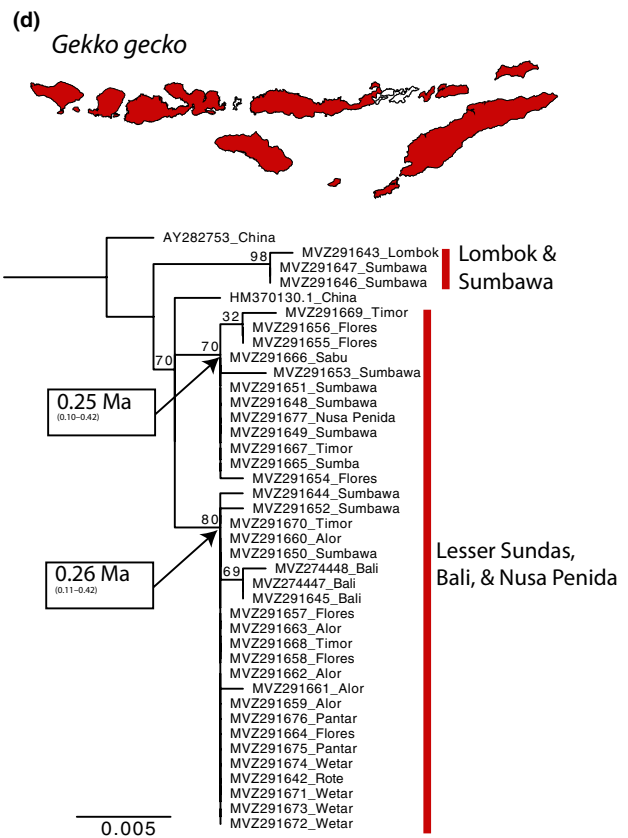 (d)
Gekko gecko
AY282753_China
98
MVZ291643_Lombok
MVZ291647_Sumbawa
MVZ291646_Sumbawa
Lombok &
Sumbawa
HM370130.1_China
32
MVZ291669_Timor
MVZ291656_Flores
MVZ291655_Flores
70
70
MVZ291666_Sabu
MVZ291653_Sumbawa
MVZ291651_Sumbawa
0.25 Ma
(0.10–0.42)
MVZ291648_Sumbawa
MVZ291677_Nusa Penida
MVZ291649_Sumbawa
MVZ291667_Timor
MVZ291665_Sumba
MVZ291654_Flores
MVZ291644_Sumbawa
MVZ291652_Sumbawa
80
MVZ291670_Timor
MVZ291660_Alor
MVZ291650_Sumbawa
Lesser Sundas,
Bali, & Nusa Penida
0.26 Ma
(0.11–0.42)
69
MVZ274448_Bali
MVZ274447_Bali
MVZ291645_Bali
MVZ291657_Flores
MVZ291663_Alor
MVZ291668_Timor
MVZ291658_Flores
MVZ291662_Alor
MVZ291661_Alor
MVZ291659_Alor
MVZ291676_Pantar
MVZ291664_Flores
MVZ291675_Pantar
MVZ291674_Wetar
MVZ291642_Rote
MVZ291671_Wetar
MVZ291673_Wetar
MVZ291672_Wetar
0.005